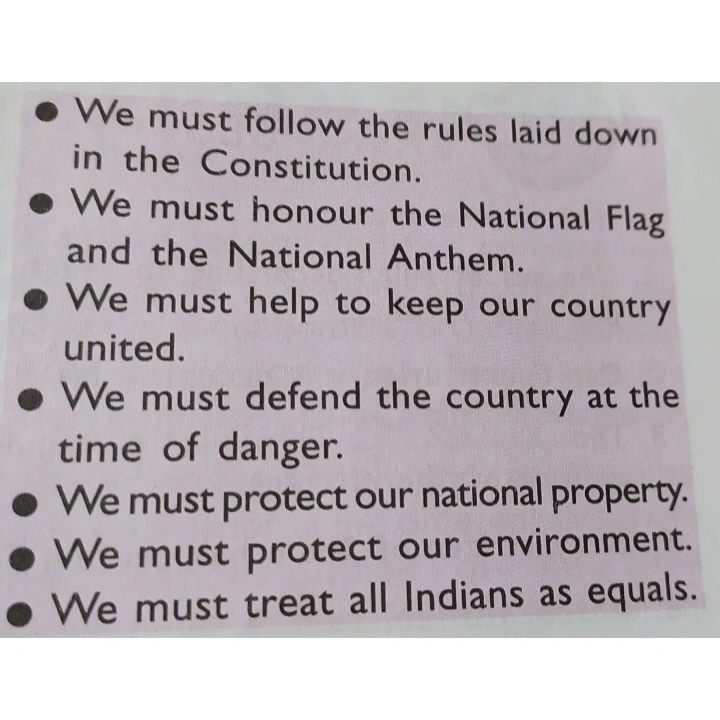 ● We must follow the rules laid down
in the Constitution.
● We must honour the National Flag
and the National Anthem.
● We must help to keep our country
united.
● We must defend the country at the
time of danger.
● We must protect our national property.
● We must protect our environment.
● We must treat all Indians as equals.